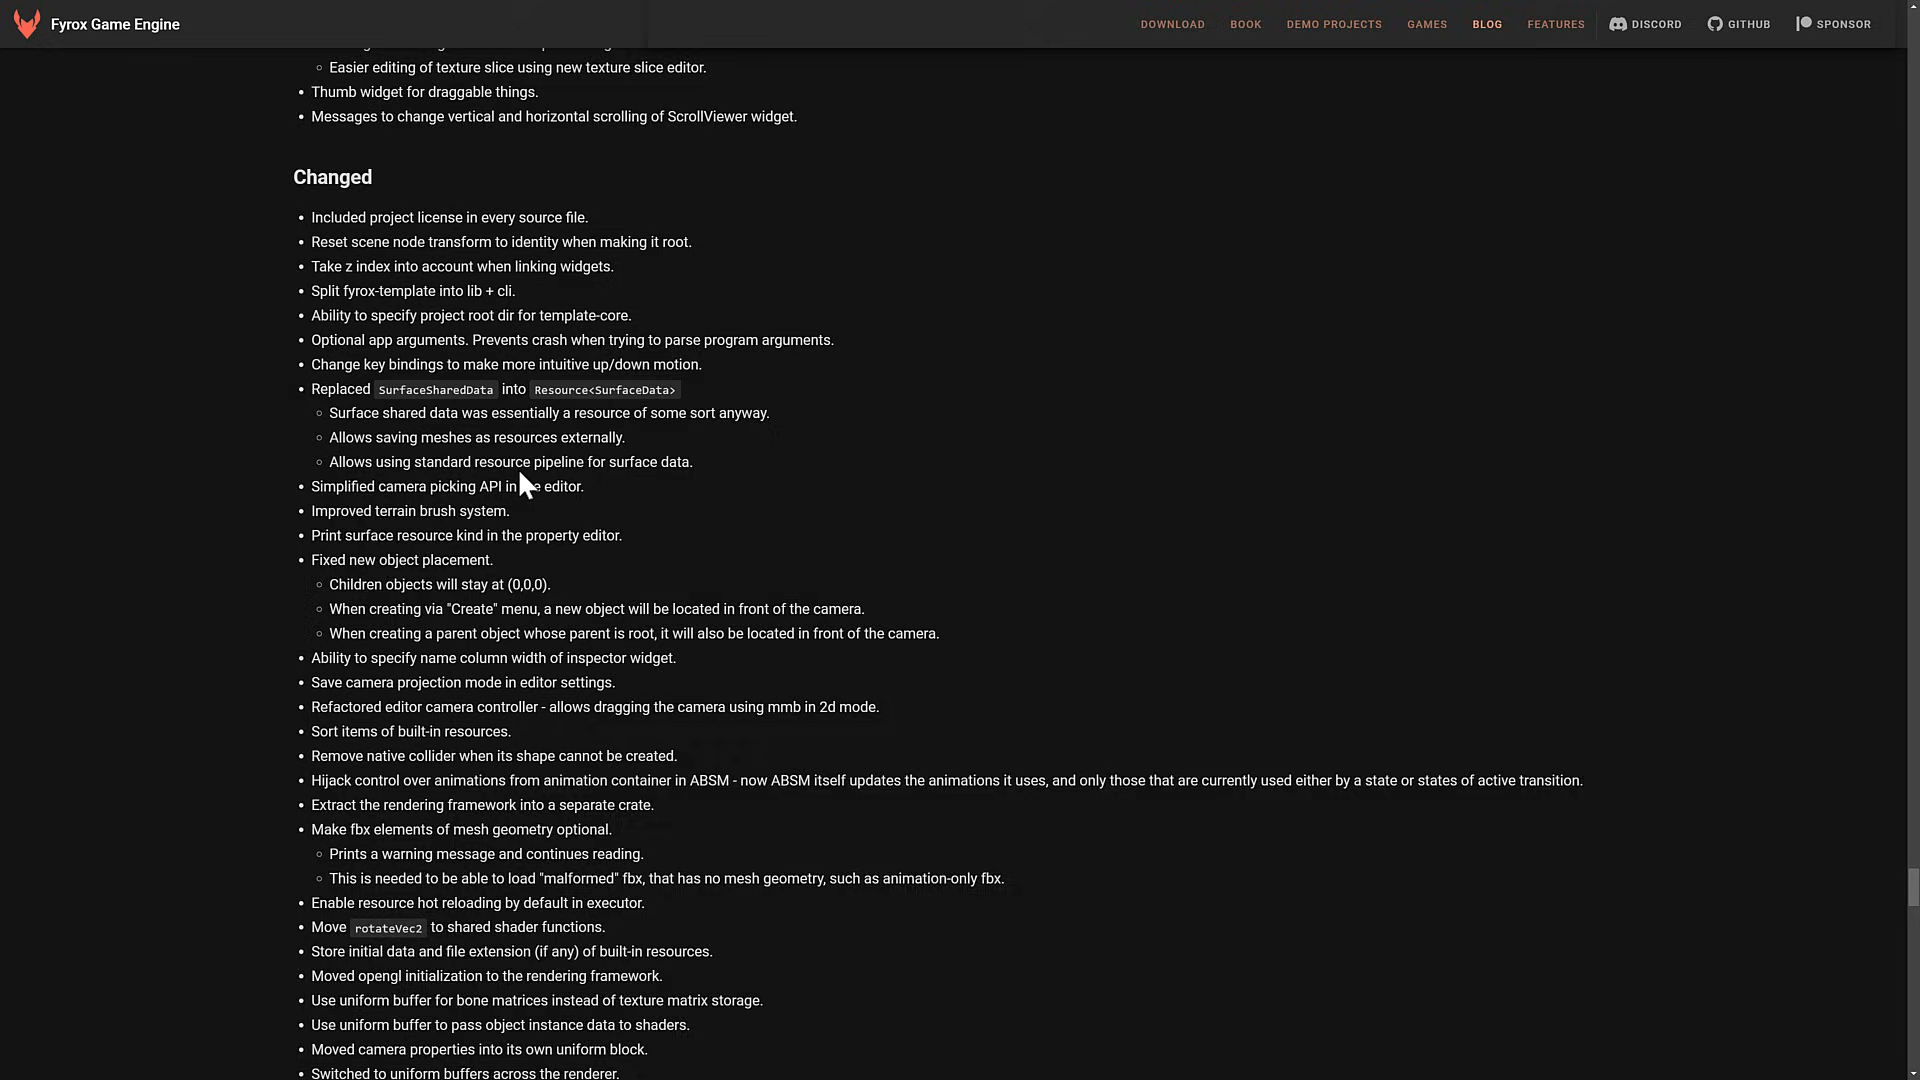 Fyrox Game Engine
DOWNLOAD BOOK DEMO PROJECTS GAMES BLOG FEATURES DISCORD GITHUB SPONSOR
Easier editing of texture slice using new texture slice editor.
Thumb widget for draggable things.
Messages to change vertical and horizontal scrolling of ScrollViewer widget.
Changed
Included project license in every source file.
Reset scene node transform to identity when making it root.
Take z index into account when linking widgets.
Split fyrox-template into lib + cli.
Ability to specify project root dir for template-core.
Optional app arguments. Prevents crash when trying to parse program arguments.
Change key bindings to make more intuitive up/down motion.
Replaced SurfaceSharedData into Resource<SurfaceData>
Surface shared data was essentially a resource of some sort anyway.
Allows saving meshes as resources externally.
Allows using standard resource pipeline for surface data.
Simplified camera picking API in editor.
Improved terrain brush system.
Print surface resource kind in the property editor.
Fixed new object placement.
Children objects will stay at (0,0,0).
When creating via "Create" menu, a new object will be located in front of the camera.
When creating a parent object whose parent is root, it will also be located in front of the camera.
Ability to specify name column width of inspector widget.
Save camera projection mode in editor settings.
Refactored editor camera controller - allows dragging the camera using mmb in 2d mode.
Sort items of built-in resources.
Remove native collider when its shape cannot be created.
Hijack control over animations from animation container in ABSM - now ABSM itself updates the animations it uses, and only those that are currently used either by a state or states of active transition.
Extract the rendering framework into a separate crate.
Make fbx elements of mesh geometry optional.
Prints a warning message and continues reading.
This is needed to be able to load "malformed" fbx, that has no mesh geometry, such as animation-only fbx.
Enable resource hot reloading by default in executor.
Move rotateVec2 to shared shader functions.
Store initial data and file extension (if any) of built-in resources.
Moved opengl initialization to the rendering framework.
Use uniform buffer for bone matrices instead of texture matrix storage.
Use uniform buffer to pass object instance data to shaders.
Moved camera properties into its own uniform block.
Switched to uniform buffers across the renderer.